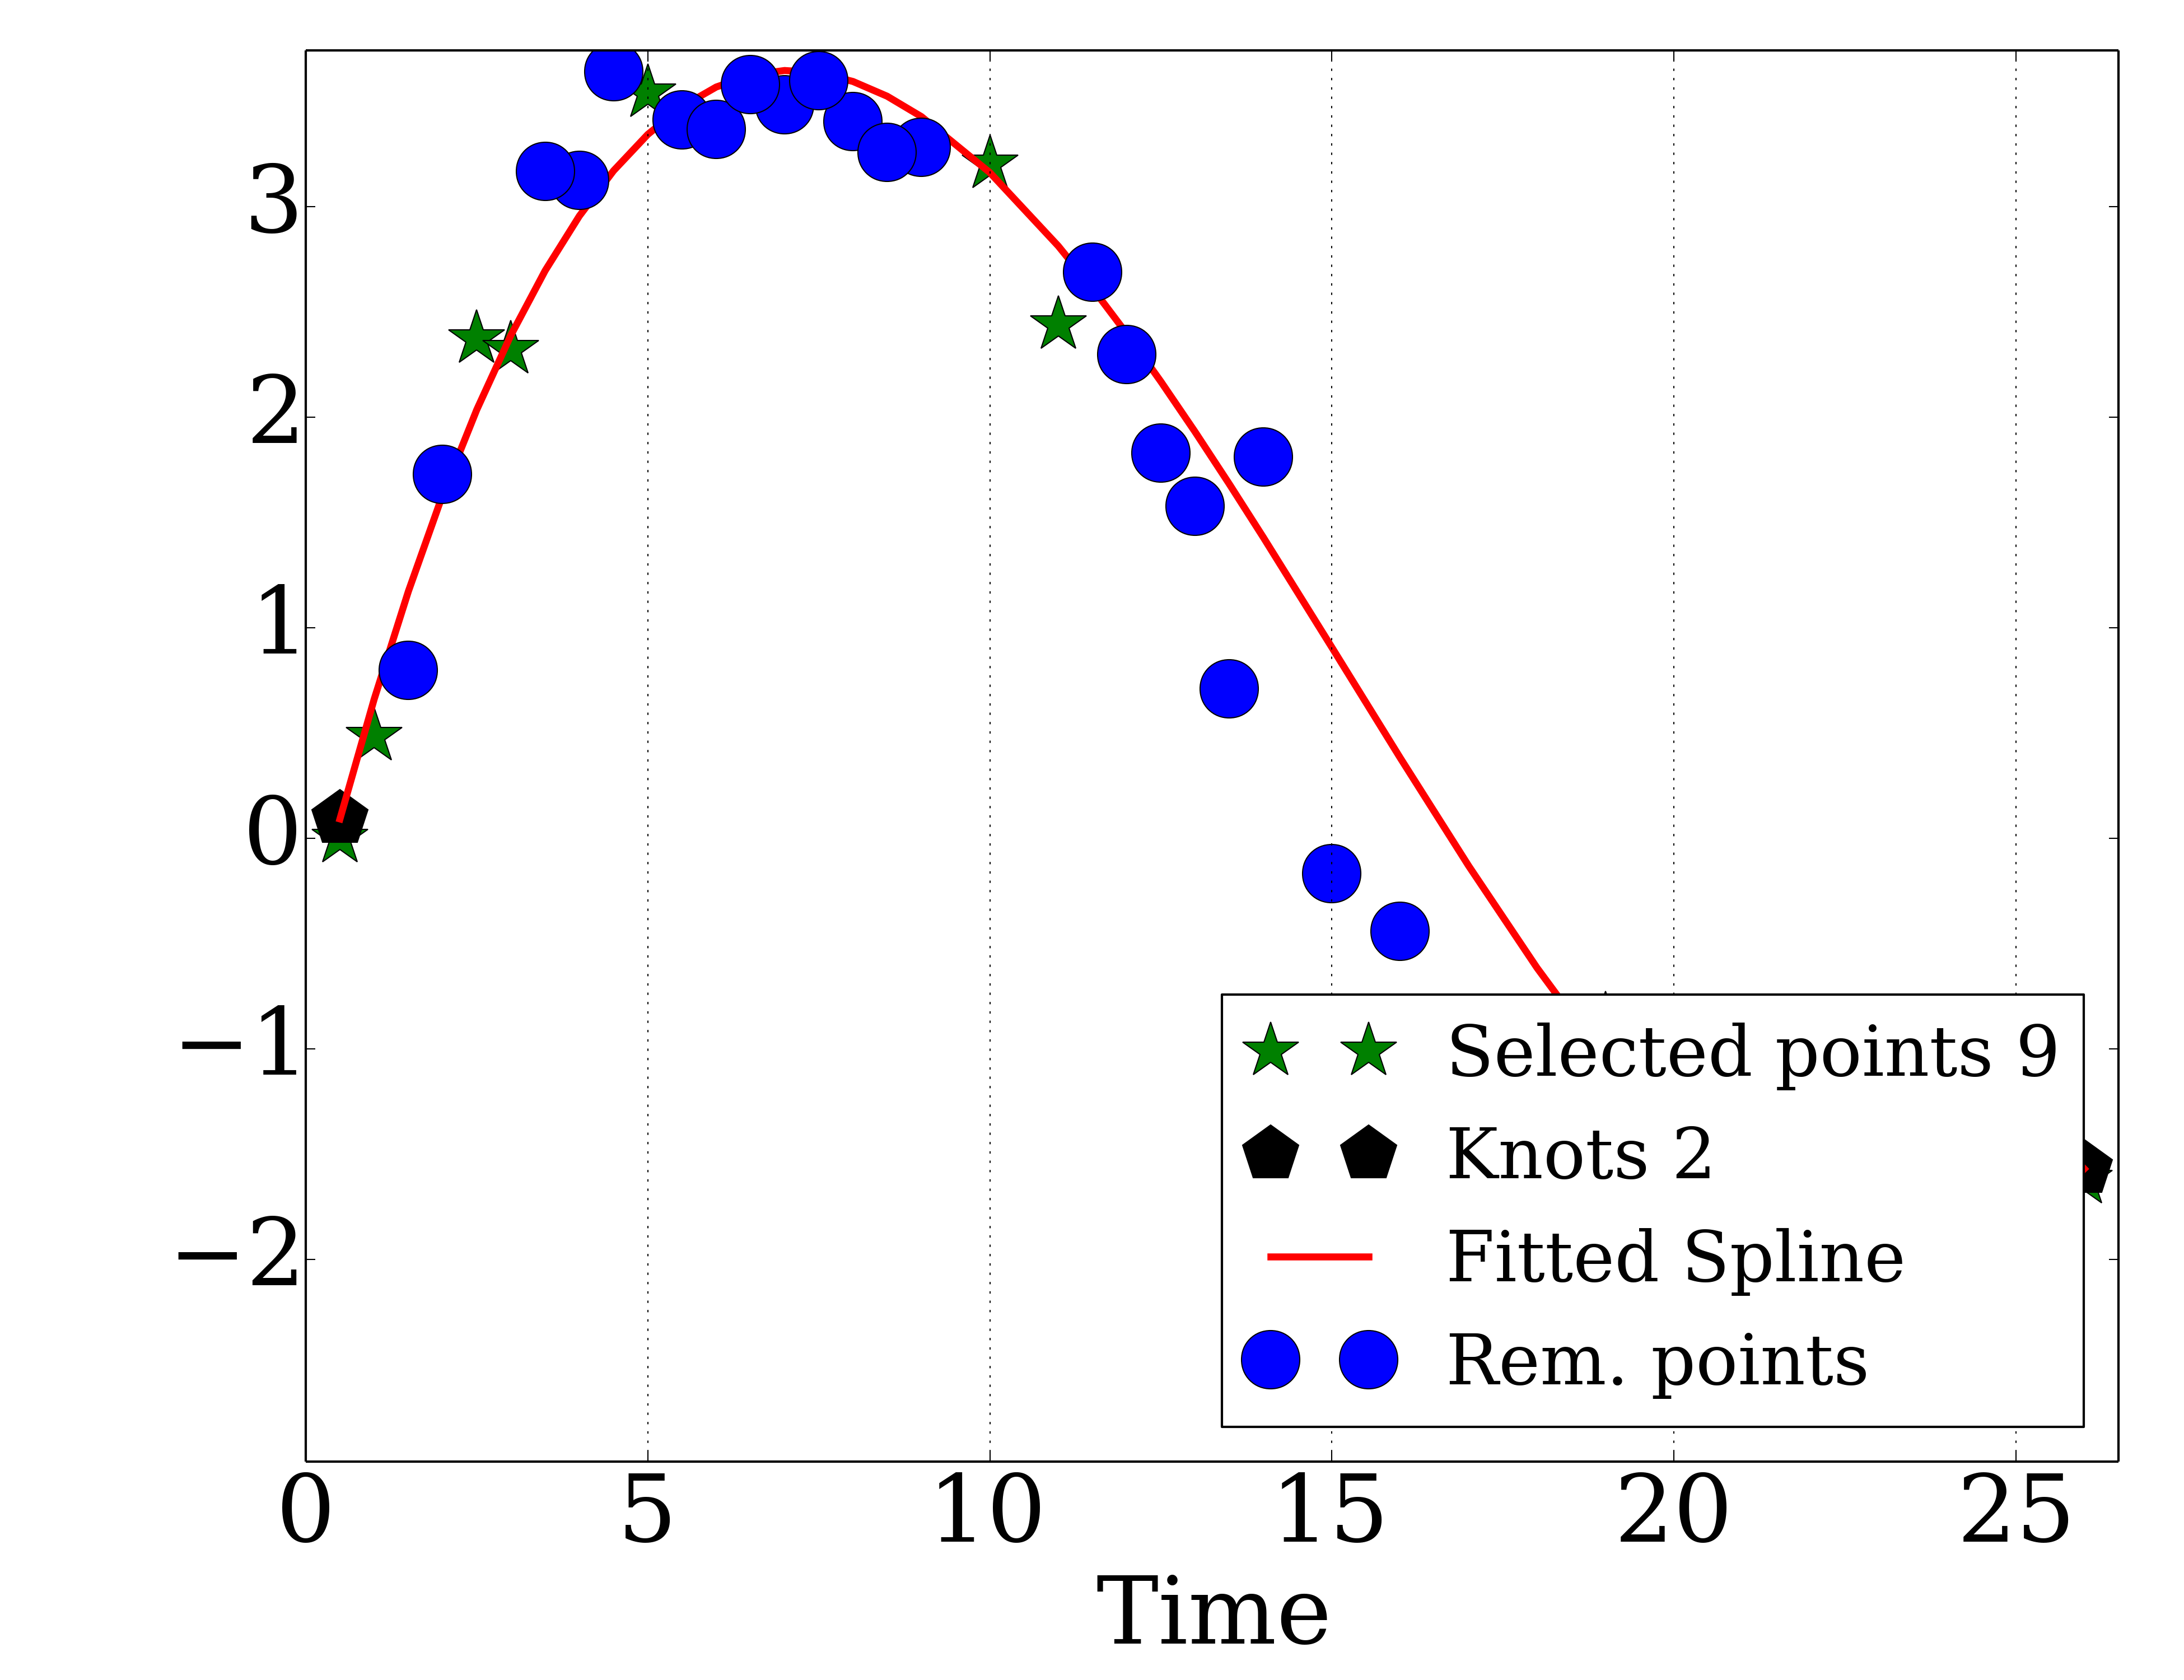 3
2
1
0
−1
−2
Selected points 9
Knots 2
Fitted Spline
Rem. points
0 5 10 15 20 25
Time